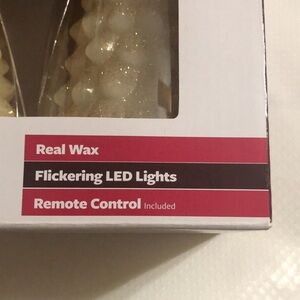 Real Wax
Flickering LED Lights
Remote Control Included